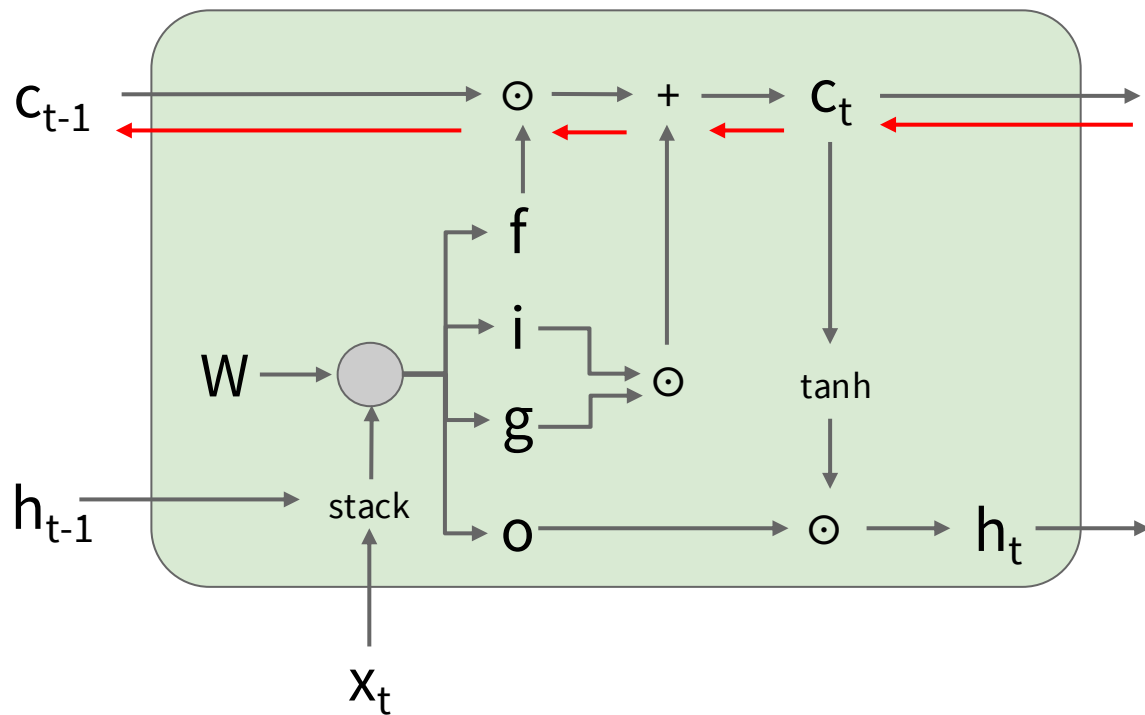 c_{t-1} ⊙ + c_t
f
i
W ⊙ tanh
g
h_{t-1} stack o ⊙ h_t
x_t